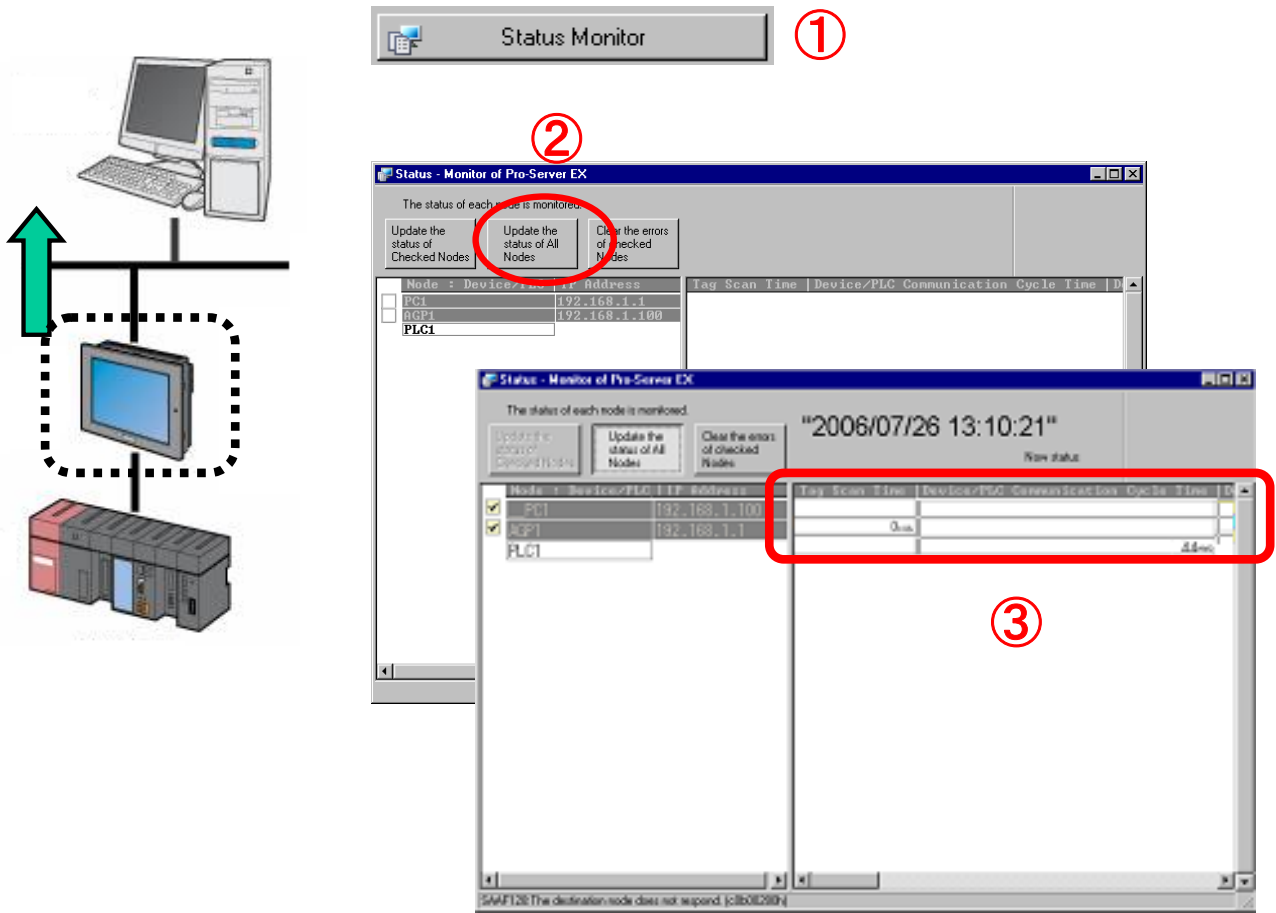 Status Monitor
①
②
Status - Monitor of Pro-Server EX
The status of each node is monitored.
Update the status of Checked Nodes
Update the status of All Nodes
Clear the errors of checked Nodes
Node : Device/PLC IP Address
Tag Scan Time Device/PLC Communication Cycle Time D
PC1 192.168.1.1
AGP1 192.168.1.100
PLC1
Status - Monitor of Pro-Server EX
The status of each node is monitored.
Update the status of Checked Nodes
Update the status of All Nodes
Clear the errors of checked Nodes
"2006/07/26 13:10:21"
Now status
Node : Device/PLC IP Address
Tag Scan Time Device/PLC Communication Cycle Time D
PC1 192.168.1.100
AGP1 192.168.1.1
0ms
PLC1
44ms
③